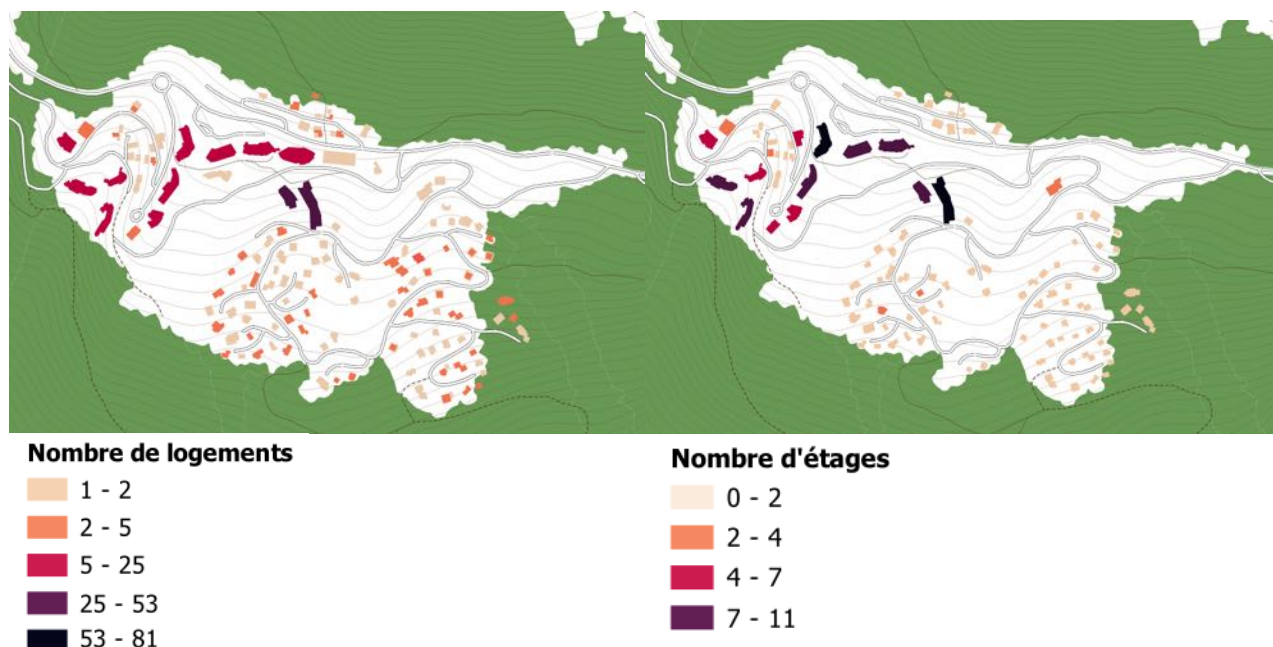 Nombre de logements
1 - 2
2 - 5
5 - 25
25 - 53
53 - 81
Nombre d'étages
0 - 2
2 - 4
4 - 7
7 - 11